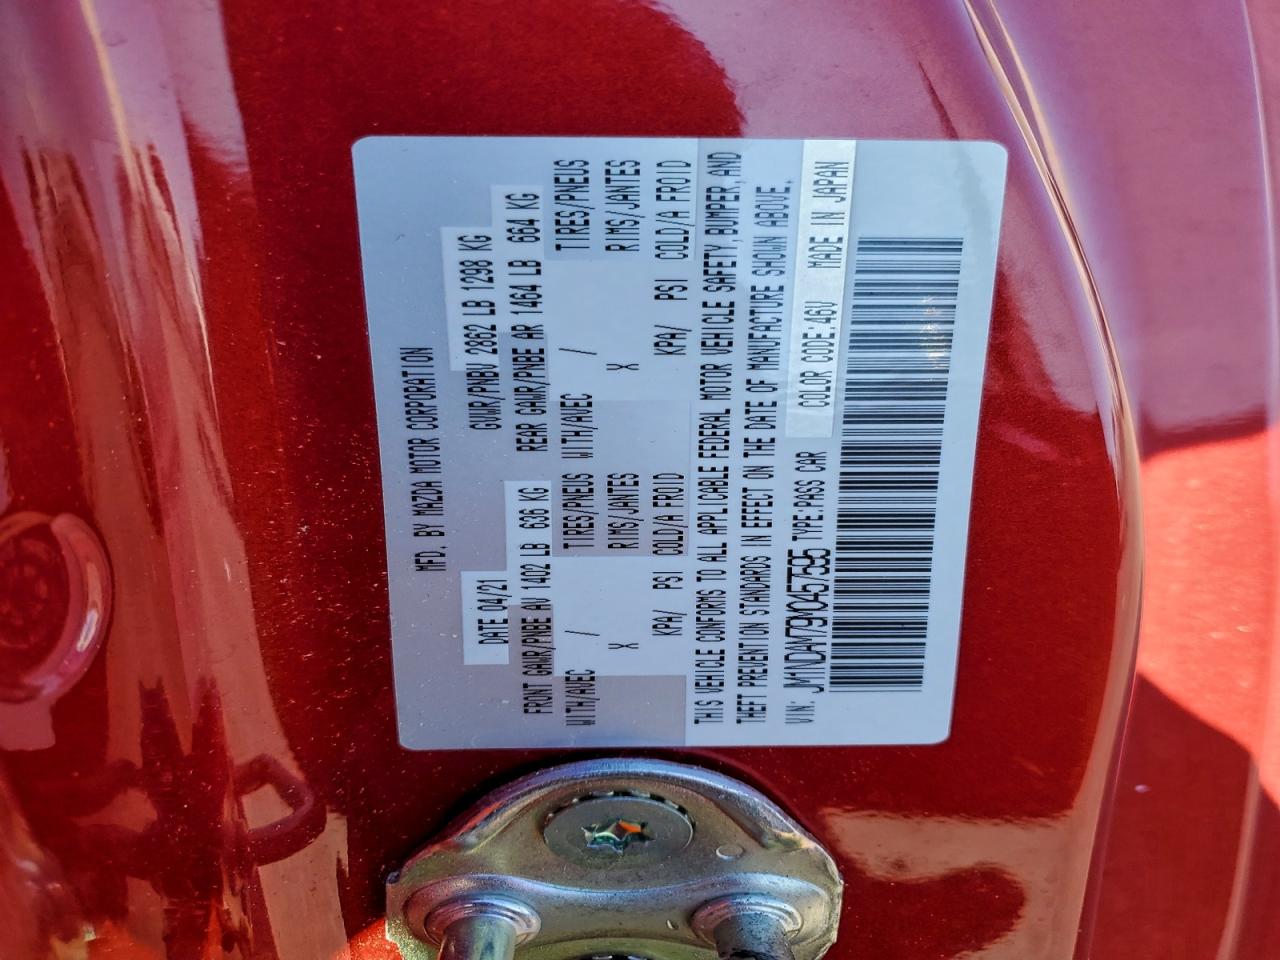 MFD. BY MAZDA MOTOR CORPORATION
DATE 04/21 GVWR/PNBV 2862 LB 1298 KG
FRONT GAWR/PNBE AV 1402 LB 636 KG REAR GAWR/PNBE AR 1464 LB 664 KG
WITH/AVEC / TIRES/PNEUS WITH/AVEC / TIRES/PNEUS
X RIMS/JANTES X RIMS/JANTES
KPA/ PSI COLD/A FROID KPA/ PSI COLD/A FROID
THIS VEHICLE CONFORMS TO ALL APPLICABLE FEDERAL MOTOR VEHICLE SAFETY, BUMPER, AND
THEFT PREVENTION STANDARDS IN EFFECT ON THE DATE OF MANUFACTURE SHOWN ABOVE.
VIN: JM1NDAM79M0457595 TYPE:PASS CAR COLOR CODE:46V MADE IN JAPAN